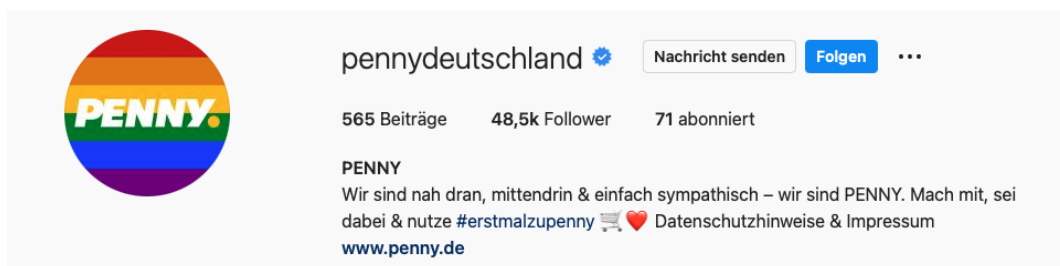 PENNY.
pennydeutschland
Nachricht senden
Folgen
565 Beiträge
48,5k Follower
71 abonniert
PENNY
Wir sind nah dran, mittendrin & einfach sympathisch – wir sind PENNY. Mach mit, sei
dabei & nutze #erstmalzupenny 🛒❤️ Datenschutzhinweise & Impressum
www.penny.de